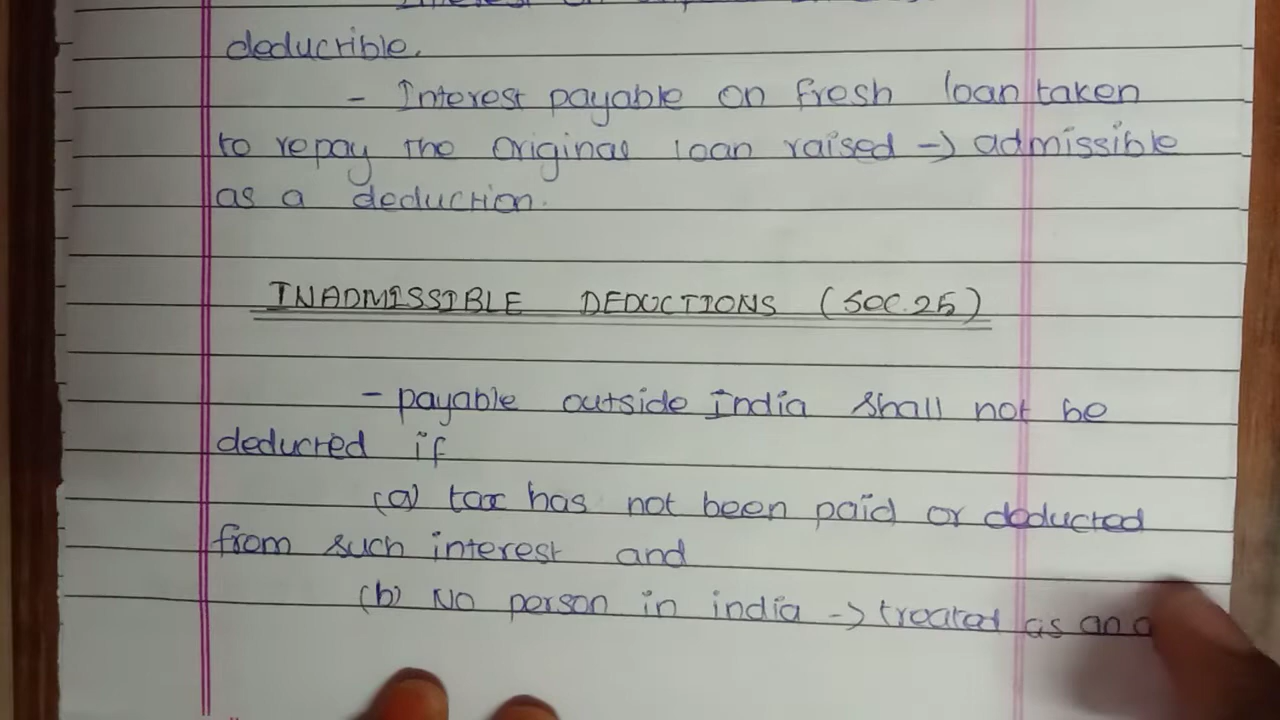 deductible.
- Interest payable on fresh loan taken
to repay the original loan raised → admissible
as a deduction.
INADMISSIBLE DEDUCTIONS (Sec.25)
- payable outside India shall not be
deducted if
(a) tax has not been paid or deducted
from such interest and
(b) No person in india → treated as an